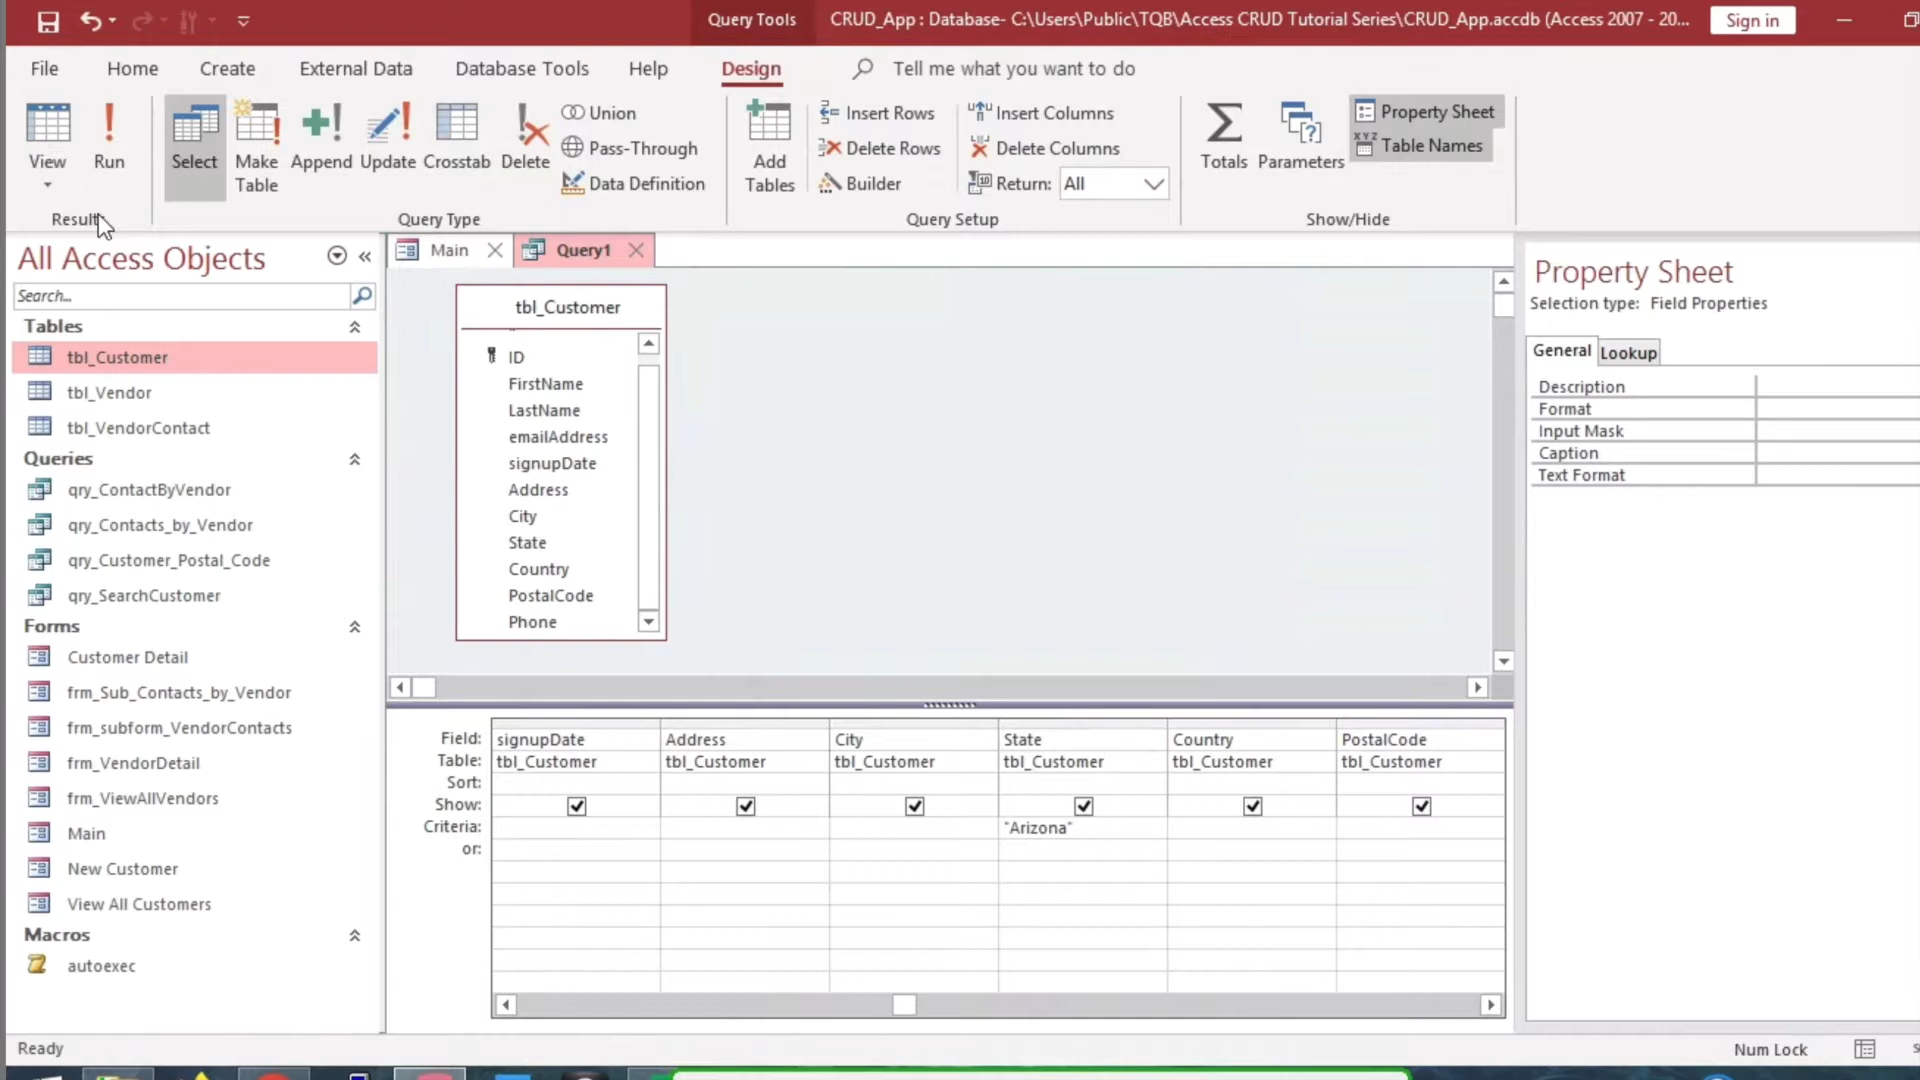 Query Tools
CRUD_App : Database- C:\Users\Public\TQB\Access CRUD Tutorial Series\CRUD_App.accdb (Access 2007 - 20...
Sign in
File
Home
Create
External Data
Database Tools
Help
Design
Tell me what you want to do
View
Run
Select
Make Table
Append
Update
Crosstab
Delete
Union
Pass-Through
Data Definition
Add Tables
Insert Rows
Delete Rows
Builder
Insert Columns
Delete Columns
Return: All
Totals
Parameters
Property Sheet
Table Names
Results
Query Type
Query Setup
Show/Hide
All Access Objects
Search...
Tables
tbl_Customer
tbl_Vendor
tbl_VendorContact
Queries
qry_ContactByVendor
qry_Contacts_by_Vendor
qry_Customer_Postal_Code
qry_SearchCustomer
Forms
Customer Detail
frm_Sub_Contacts_by_Vendor
frm_subform_VendorContacts
frm_VendorDetail
frm_ViewAllVendors
Main
New Customer
View All Customers
Macros
autoexec
Main
Query1
tbl_Customer
ID
FirstName
LastName
emailAddress
signupDate
Address
City
State
Country
PostalCode
Phone
Field: signupDate Address City State Country PostalCode
Table: tbl_Customer tbl_Customer tbl_Customer tbl_Customer tbl_Customer tbl_Customer
Sort:
Show:
Criteria: "Arizona"
or:
Property Sheet
Selection type: Field Properties
General
Lookup
Description
Format
Input Mask
Caption
Text Format
Ready
Num Lock